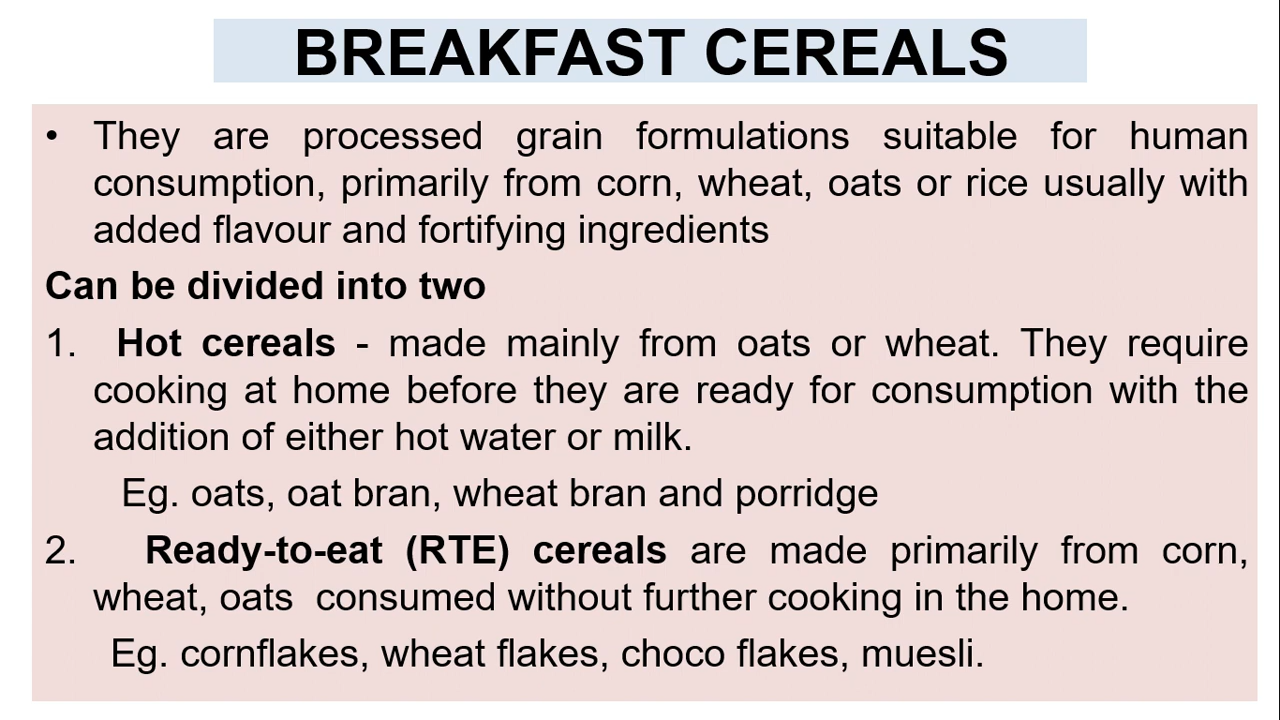 BREAKFAST CEREALS
• They are processed grain formulations suitable for human
consumption, primarily from corn, wheat, oats or rice usually with
added flavour and fortifying ingredients
Can be divided into two
1. Hot cereals - made mainly from oats or wheat. They require
cooking at home before they are ready for consumption with the
addition of either hot water or milk.
Eg. oats, oat bran, wheat bran and porridge
2. Ready-to-eat (RTE) cereals are made primarily from corn,
wheat, oats  consumed without further cooking in the home.
Eg. cornflakes, wheat flakes, choco flakes, muesli.